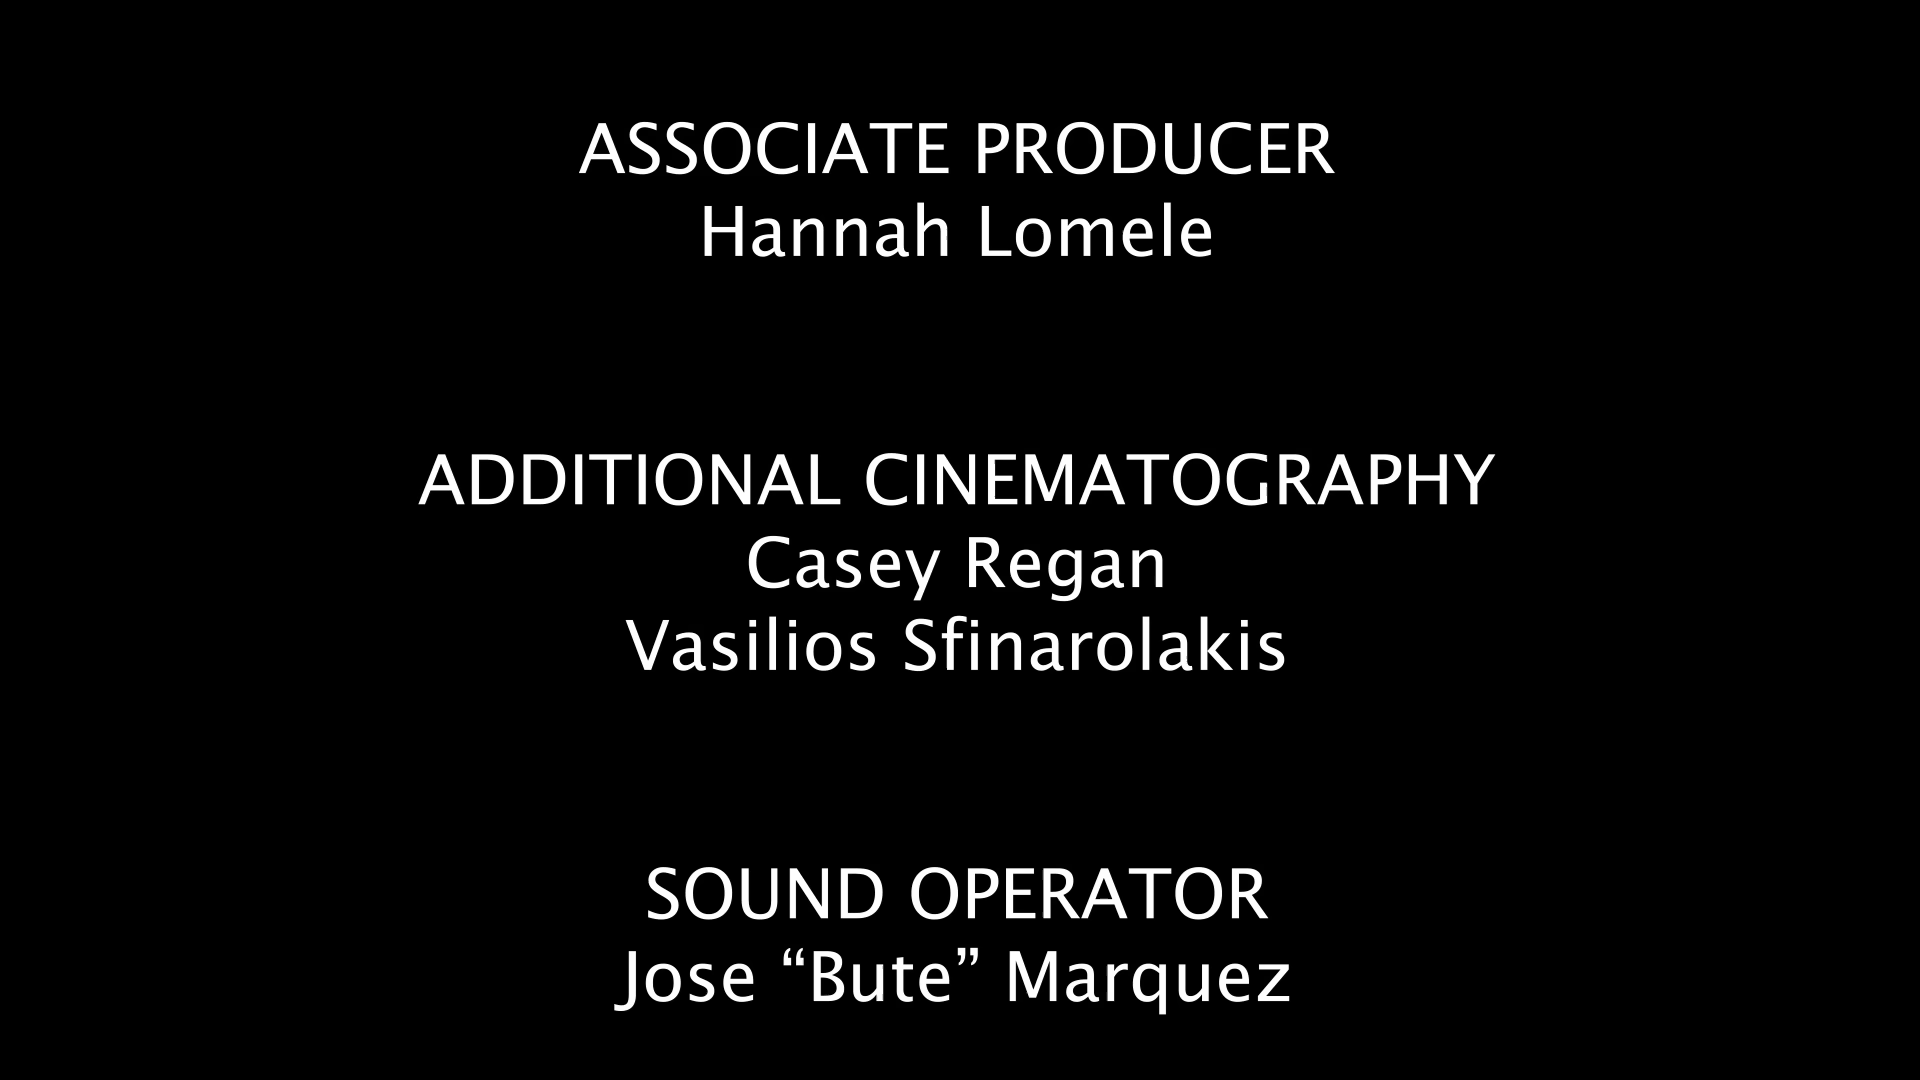 ASSOCIATE PRODUCER
Hannah Lomele
ADDITIONAL CINEMATOGRAPHY
Casey Regan
Vasilios Sfinarolakis
SOUND OPERATOR
Jose “Bute” Marquez